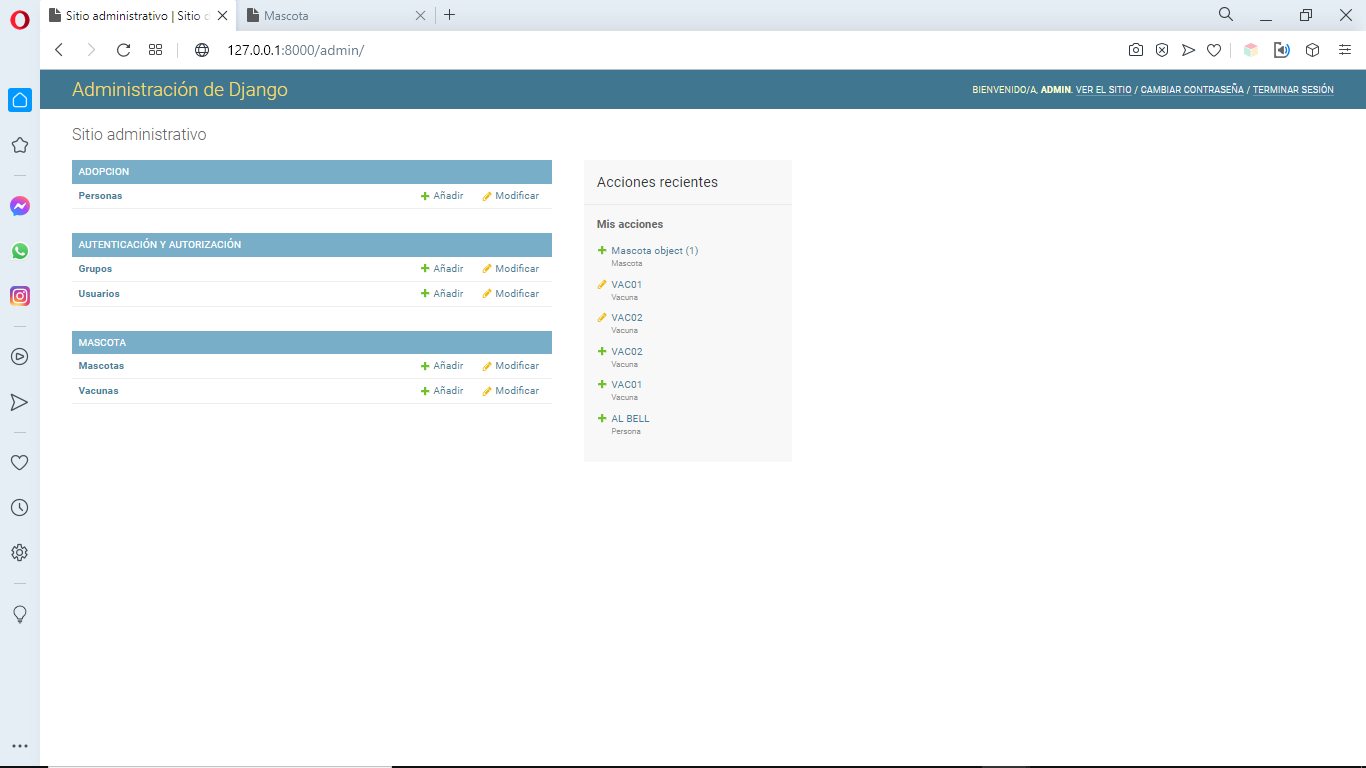 Sitio administrativo | Sitio
Mascota
127.0.0.1:8000/admin/
Administración de Django
BIENVENIDO/A, ADMIN. VER EL SITIO / CAMBIAR CONTRASEÑA / TERMINAR SESIÓN
Sitio administrativo
ADOPCION
Personas Añadir Modificar
AUTENTICACIÓN Y AUTORIZACIÓN
Grupos Añadir Modificar
Usuarios Añadir Modificar
MASCOTA
Mascotas Añadir Modificar
Vacunas Añadir Modificar
Acciones recientes
Mis acciones
Mascota object (1)
Mascota
VAC01
Vacuna
VAC02
Vacuna
VAC02
Vacuna
VAC01
Vacuna
AL BELL
Persona